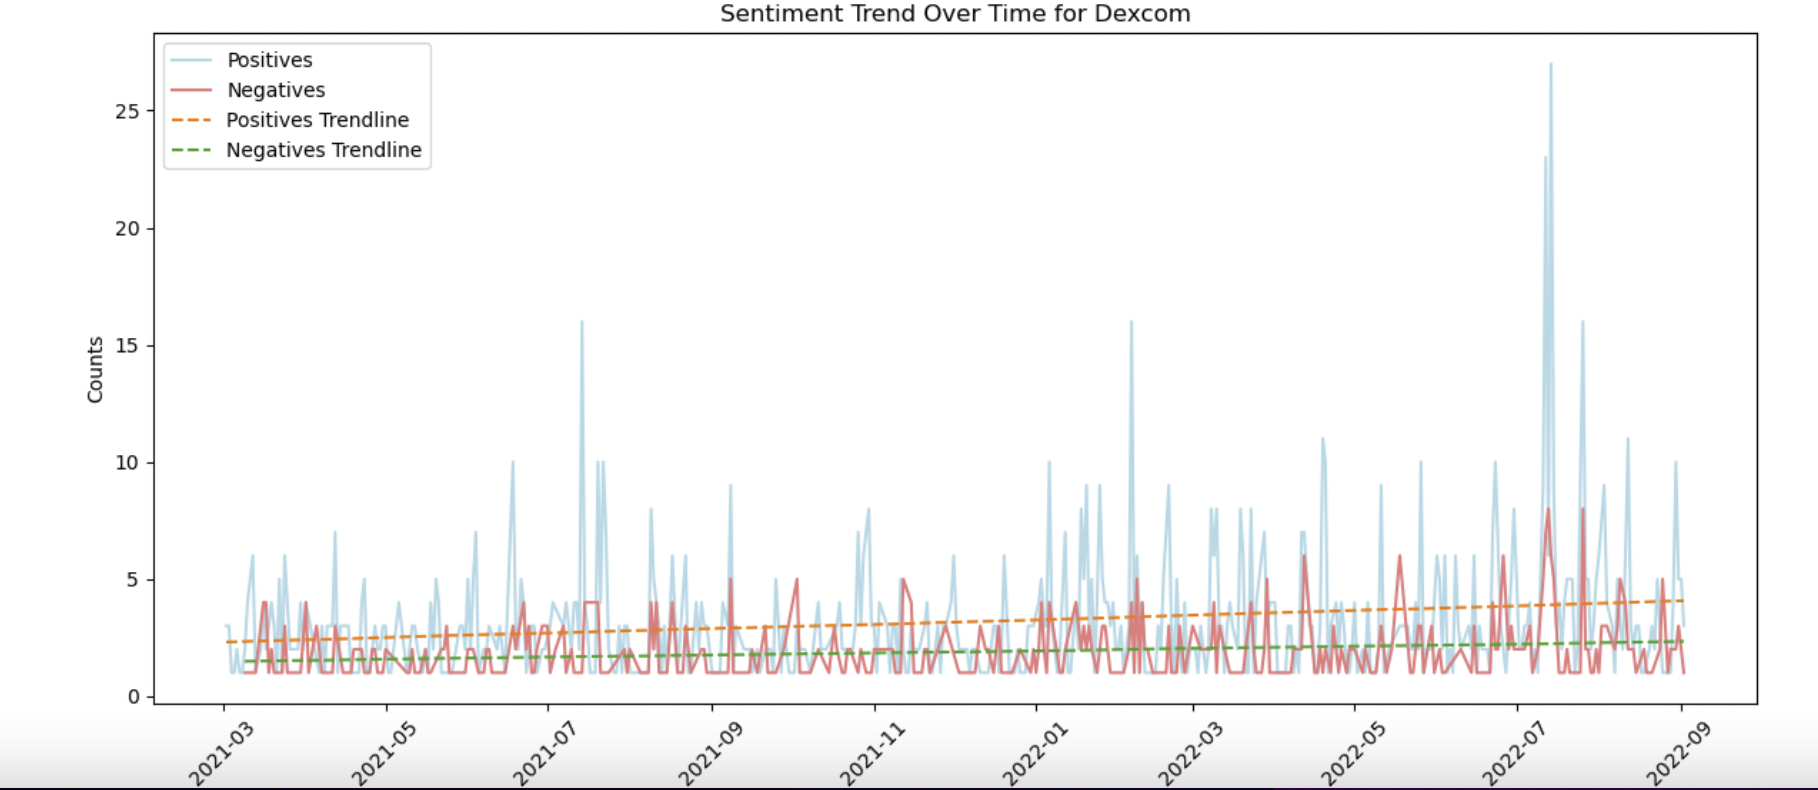 Sentiment Trend Over Time for Dexcom
Positives
Negatives
Positives Trendline
Negatives Trendline
25
20
15
10
5
0
Counts
2021-03
2021-05
2021-07
2021-09
2021-11
2022-01
2022-03
2022-05
2022-07
2022-09